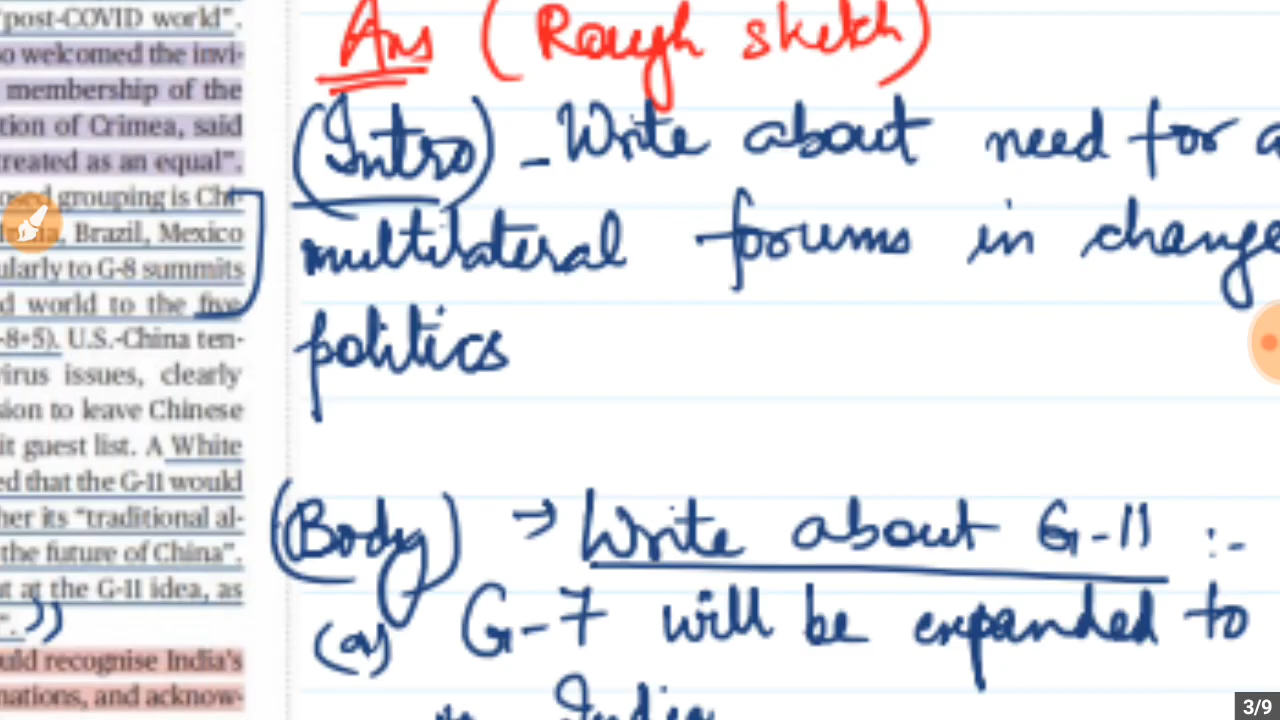 "post-COVID world".
o welcomed the invi-
membership of the
tion of Crimea, said
treated as an equal".
osed grouping is Chi-
India, Brazil, Mexico
ularly to G-8 summits
d world to the five
-8+5). U.S.-China ten-
virus issues, clearly
sion to leave Chinese
it guest list. A White
ed that the G-11 would
her its "traditional al-
the future of China".
at the G-11 idea, as
".
uld recognise India's
nations, and acknow-
Ans (Rough sketch)
(Intro) - Write about need for a
multilateral forums in change
politics
(Body) → Write about G-11 :-
(a) G-7 will be expanded to
India
3/9